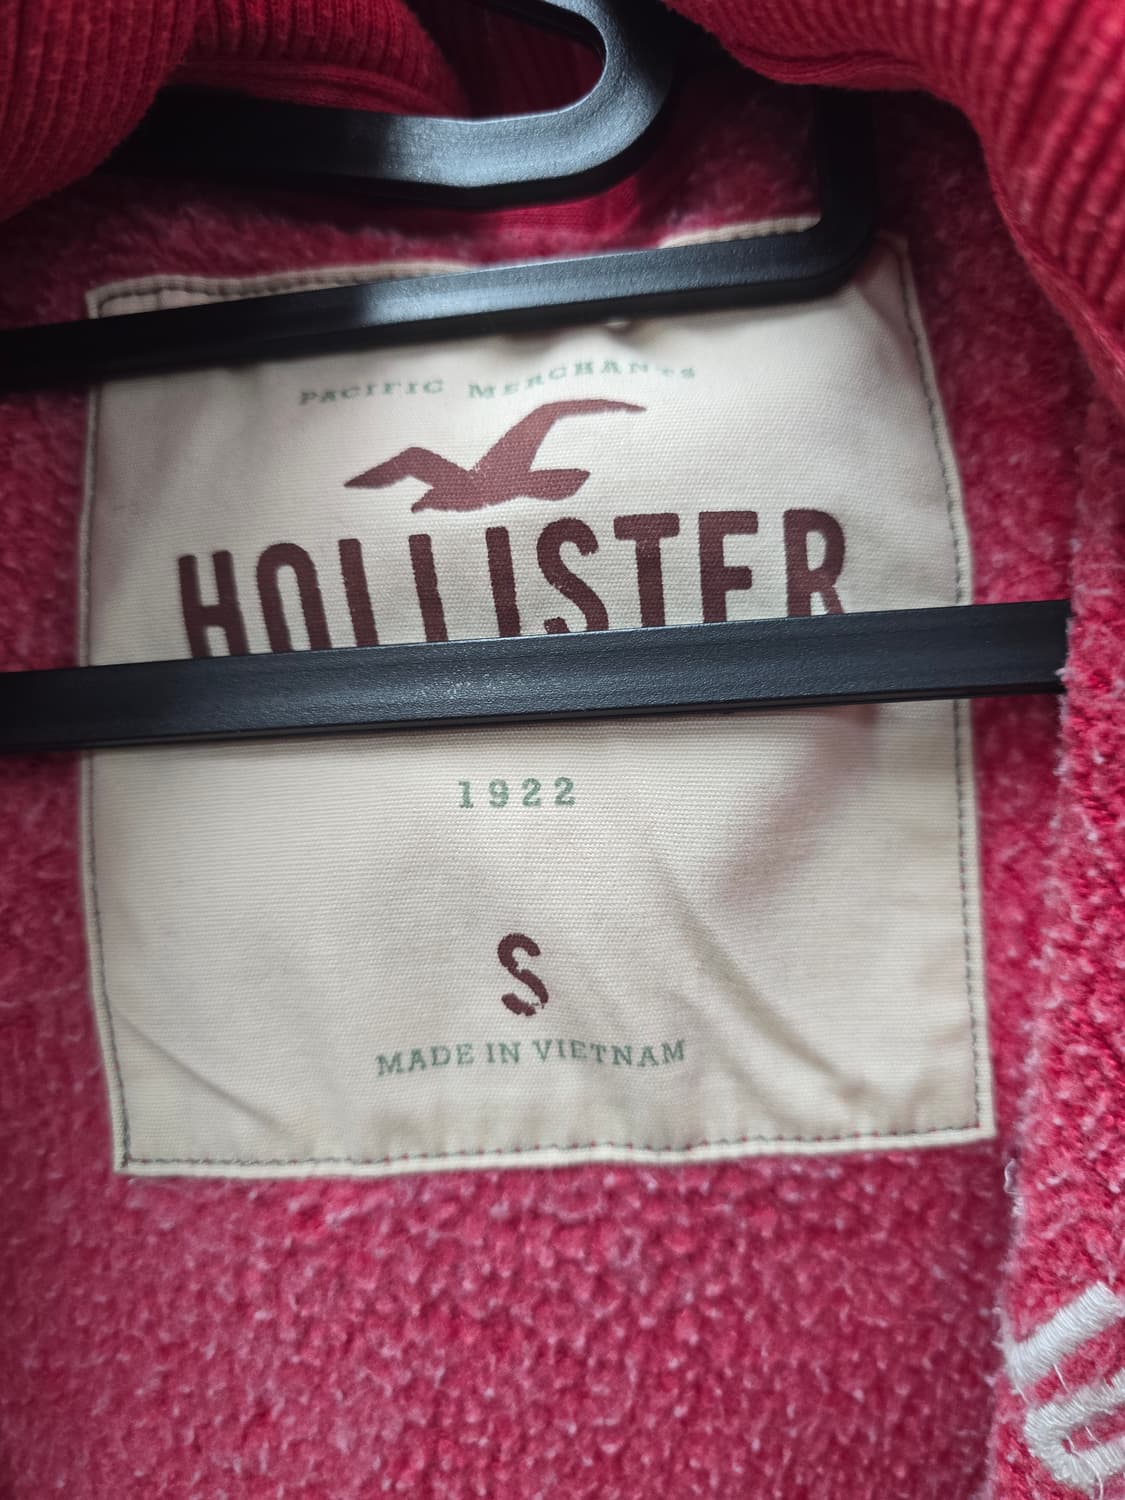 PACIFIC MERCHANTS
HOLLISTER
1922
S
MADE IN VIETNAM